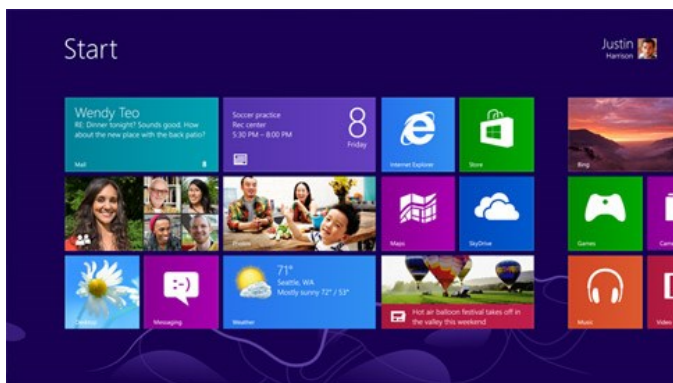 Start
Justin
Harrison
Wendy Teo
RE: Dinner tonight? Sounds good. How
about the new place with the back patio?
Mail
8
Soccer practice
Rec center
5:30 PM – 8:00 PM
8
Friday
Internet Explorer
Store
Bing
Photos
Maps
SkyDrive
Games
Came
Desktop
:-)
Messaging
71°
Seattle, WA
Mostly sunny 72° / 53°
Weather
Hot air balloon festival takes off in
the valley this weekend
Music
Video